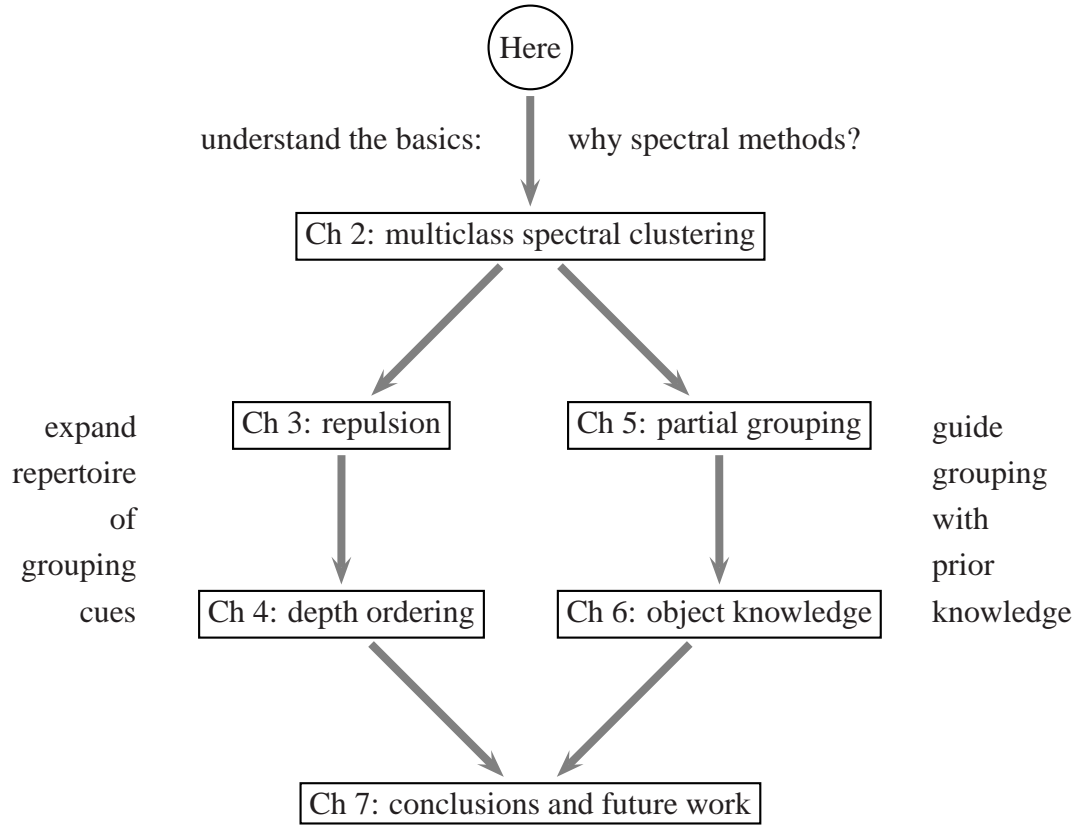 Here
understand the basics: why spectral methods?
Ch 2: multiclass spectral clustering
expand
repertoire
of
grouping
cues
Ch 3: repulsion
Ch 4: depth ordering
Ch 5: partial grouping
Ch 6: object knowledge
guide
grouping
with
prior
knowledge
Ch 7: conclusions and future work